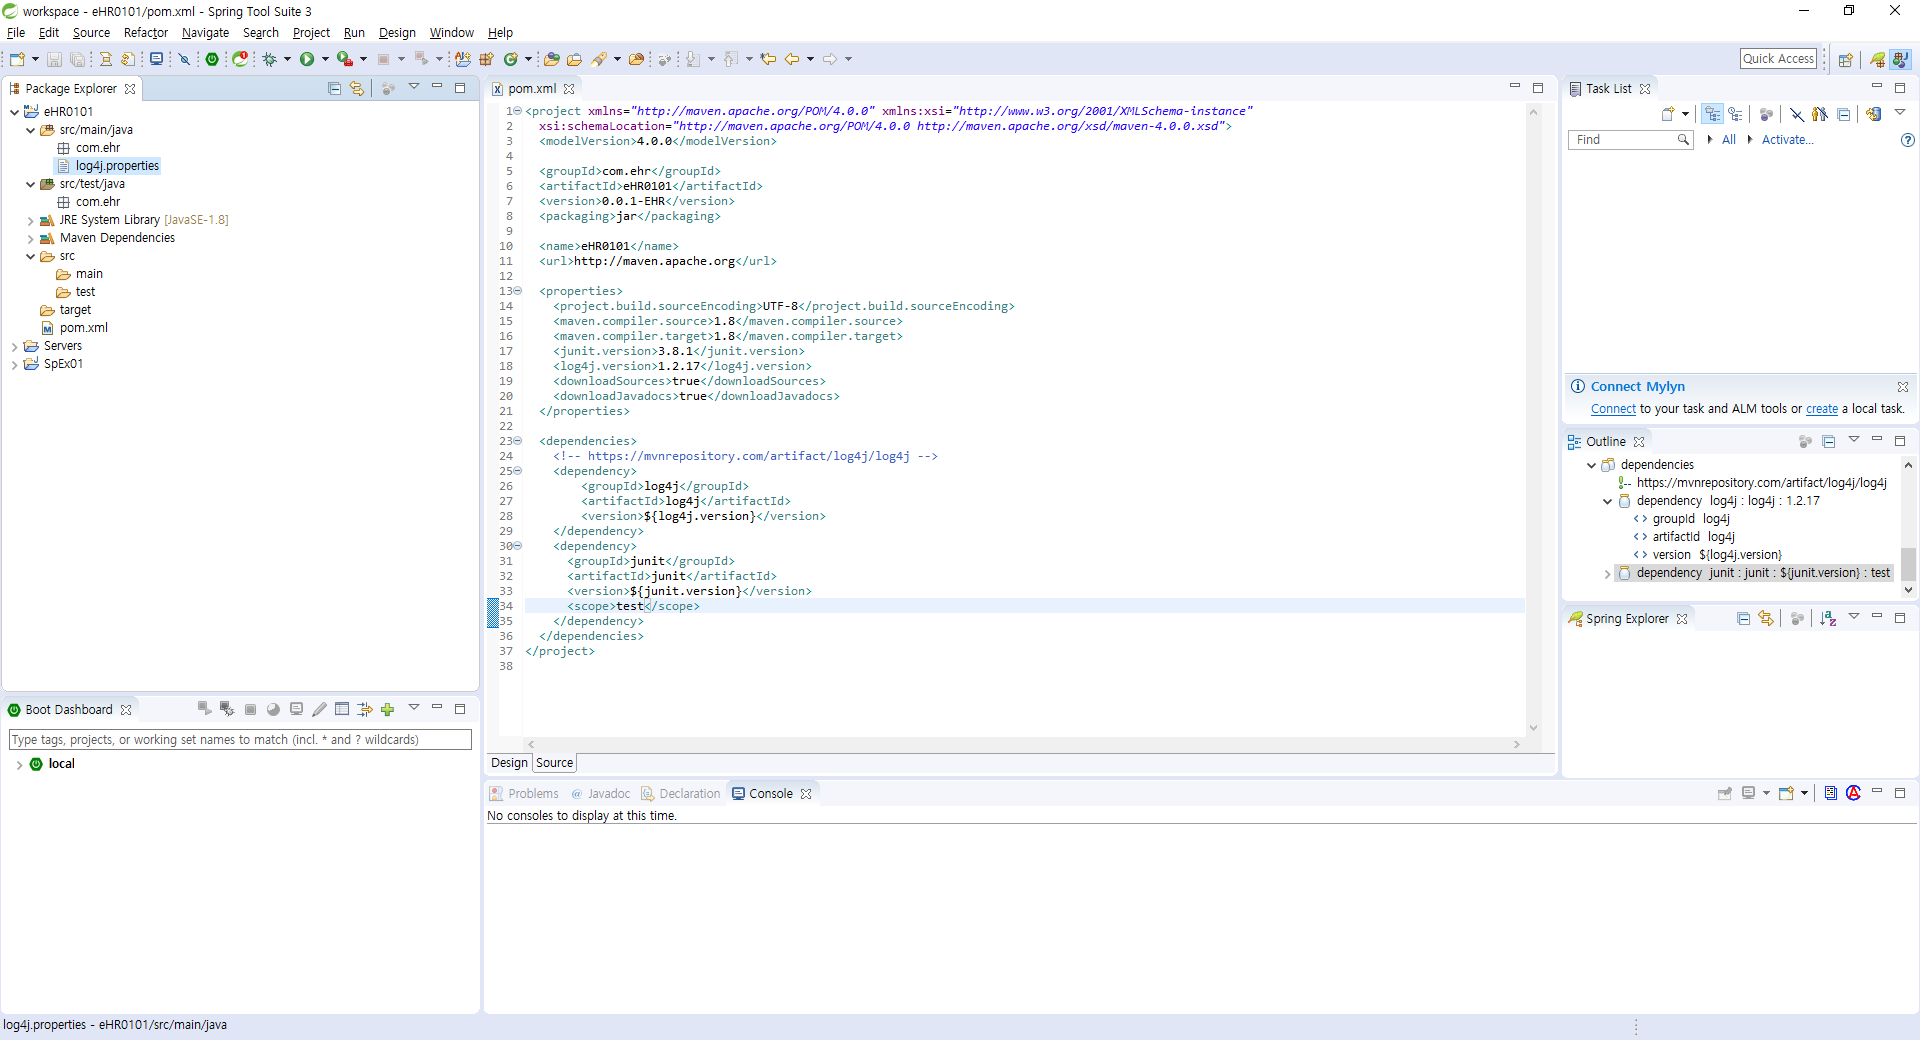 workspace - eHR0101/pom.xml - Spring Tool Suite 3
File Edit Source Refactor Navigate Search Project Run Design Window Help
Quick Access
Package Explorer
eHR0101
src/main/java
com.ehr
log4j.properties
src/test/java
com.ehr
JRE System Library [JavaSE-1.8]
Maven Dependencies
src
main
test
target
pom.xml
Servers
SpEx01
Boot Dashboard
Type tags, projects, or working set names to match (incl. * and ? wildcards)
local
pom.xml
1 <project xmlns="http://maven.apache.org/POM/4.0.0" xmlns:xsi="http://www.w3.org/2001/XMLSchema-instance"
2 xsi:schemaLocation="http://maven.apache.org/POM/4.0.0 http://maven.apache.org/xsd/maven-4.0.0.xsd">
3 <modelVersion>4.0.0</modelVersion>
4
5 <groupId>com.ehr</groupId>
6 <artifactId>eHR0101</artifactId>
7 <version>0.0.1-EHR</version>
8 <packaging>jar</packaging>
9
10 <name>eHR0101</name>
11 <url>http://maven.apache.org</url>
12
13 <properties>
14 <project.build.sourceEncoding>UTF-8</project.build.sourceEncoding>
15 <maven.compiler.source>1.8</maven.compiler.source>
16 <maven.compiler.target>1.8</maven.compiler.target>
17 <junit.version>3.8.1</junit.version>
18 <log4j.version>1.2.17</log4j.version>
19 <downloadSources>true</downloadSources>
20 <downloadJavadocs>true</downloadJavadocs>
21 </properties>
22
23 <dependencies>
24 <!-- https://mvnrepository.com/artifact/log4j/log4j -->
25 <dependency>
26 <groupId>log4j</groupId>
27 <artifactId>log4j</artifactId>
28 <version>${log4j.version}</version>
29 </dependency>
30 <dependency>
31 <groupId>junit</groupId>
32 <artifactId>junit</artifactId>
33 <version>${junit.version}</version>
34 <scope>test</scope>
35 </dependency>
36 </dependencies>
37 </project>
38
Design Source
Problems @ Javadoc Declaration Console
No consoles to display at this time.
Task List
Find All Activate...
Connect Mylyn
Connect to your task and ALM tools or create a local task.
Outline
dependencies
https://mvnrepository.com/artifact/log4j/log4j
dependency log4j : log4j : 1.2.17
groupId log4j
artifactId log4j
version ${log4j.version}
dependency junit : junit : ${junit.version} : test
Spring Explorer
log4j.properties - eHR0101/src/main/java